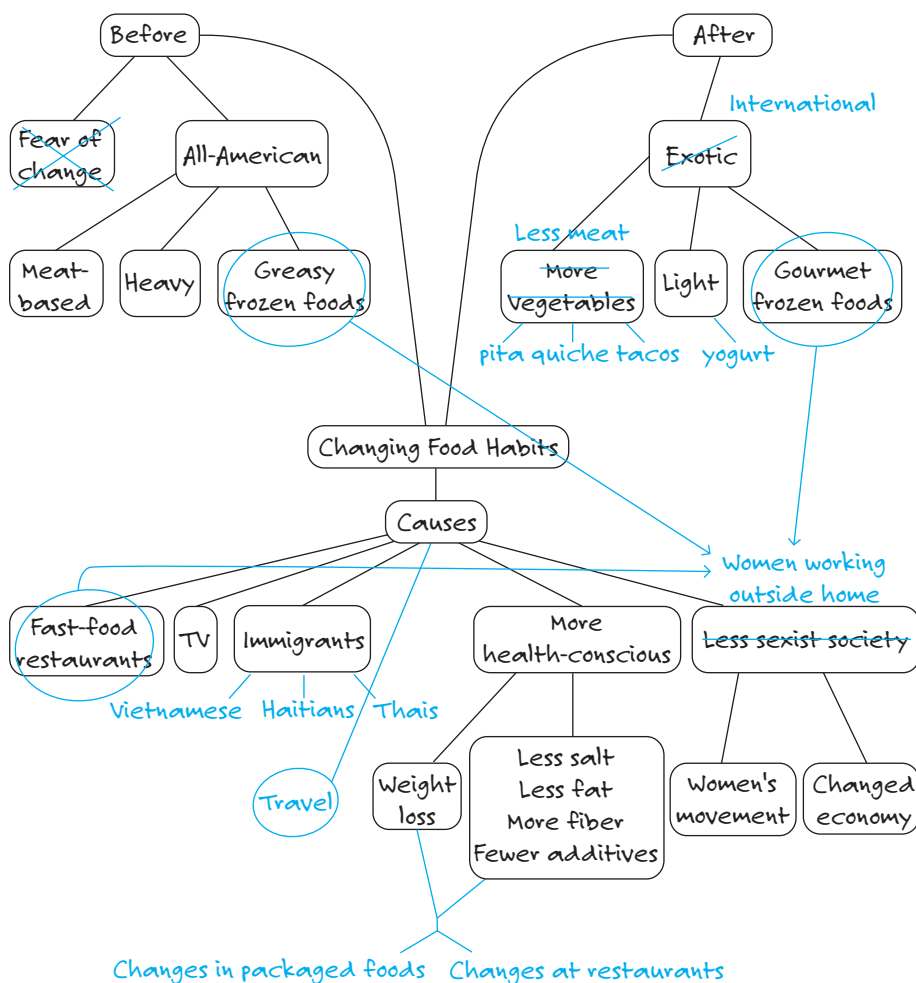 Before
After
International
Fear of
change
All-American
Exotic
Less meat
Meat-
based
Heavy
Greasy
frozen foods
More
vegetables
Light
Gourmet
frozen foods
pita quiche tacos
yogurt
Changing Food Habits
Causes
Women working
outside home
Fast-food
restaurants
TV
Immigrants
More
health-conscious
Less sexist society
Vietnamese
Haitians
Thais
Travel
Weight
loss
Less salt
Less fat
More fiber
Fewer additives
Women's
movement
Changed
economy
Changes in packaged foods
Changes at restaurants